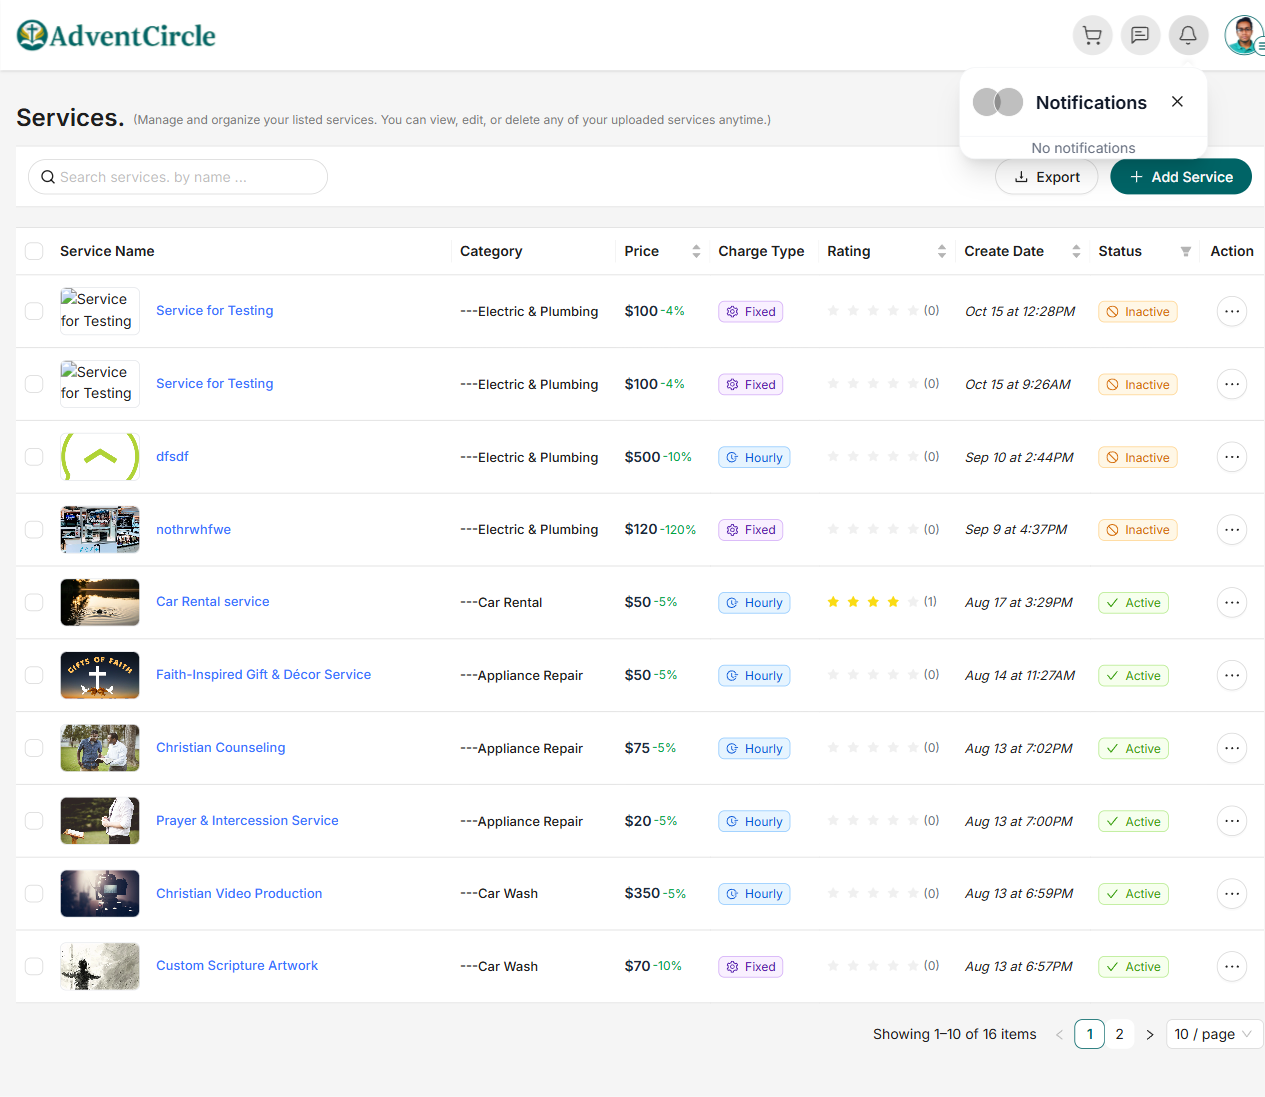 AdventCircle
Notifications
No notifications
Services. (Manage and organize your listed services. You can view, edit, or delete any of your uploaded services anytime.)
Search services. by name ...
Export
Add Service
Service Name Category Price Charge Type Rating Create Date Status Action
Service for Testing Service for Testing ---Electric & Plumbing $100 -4% Fixed (0) Oct 15 at 12:28PM Inactive
Service for Testing Service for Testing ---Electric & Plumbing $100 -4% Fixed (0) Oct 15 at 9:26AM Inactive
dfsdf ---Electric & Plumbing $500 -10% Hourly (0) Sep 10 at 2:44PM Inactive
nothrwhfwe ---Electric & Plumbing $120 -120% Fixed (0) Sep 9 at 4:37PM Inactive
Car Rental service ---Car Rental $50 -5% Hourly (1) Aug 17 at 3:29PM Active
GIFTS OF FAITH Faith-Inspired Gift & Décor Service ---Appliance Repair $50 -5% Hourly (0) Aug 14 at 11:27AM Active
Christian Counseling ---Appliance Repair $75 -5% Hourly (0) Aug 13 at 7:02PM Active
Prayer & Intercession Service ---Appliance Repair $20 -5% Hourly (0) Aug 13 at 7:00PM Active
Christian Video Production ---Car Wash $350 -5% Hourly (0) Aug 13 at 6:59PM Active
Custom Scripture Artwork ---Car Wash $70 -10% Fixed (0) Aug 13 at 6:57PM Active
Showing 1–10 of 16 items < 1 2 > 10 / page